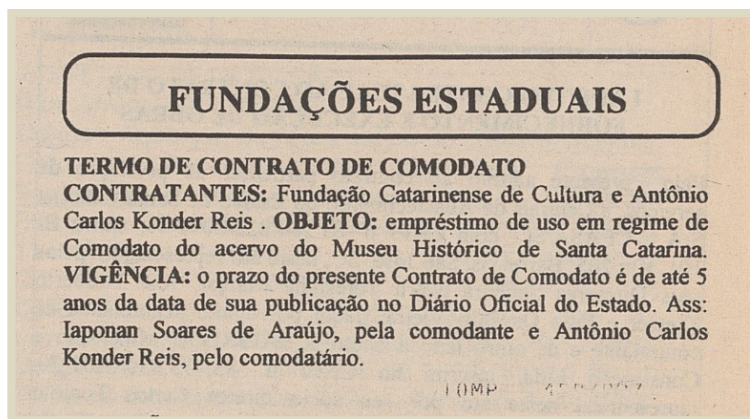 FUNDAÇÕES ESTADUAIS
TERMO DE CONTRATO DE COMODATO
CONTRATANTES: Fundação Catarinense de Cultura e Antônio
Carlos Konder Reis . OBJETO: empréstimo de uso em regime de
Comodato do acervo do Museu Histórico de Santa Catarina.
VIGÊNCIA: o prazo do presente Contrato de Comodato é de até 5
anos da data de sua publicação no Diário Oficial do Estado. Ass:
Iaponan Soares de Araújo, pela comodante e Antônio Carlos
Konder Reis, pelo comodatário.